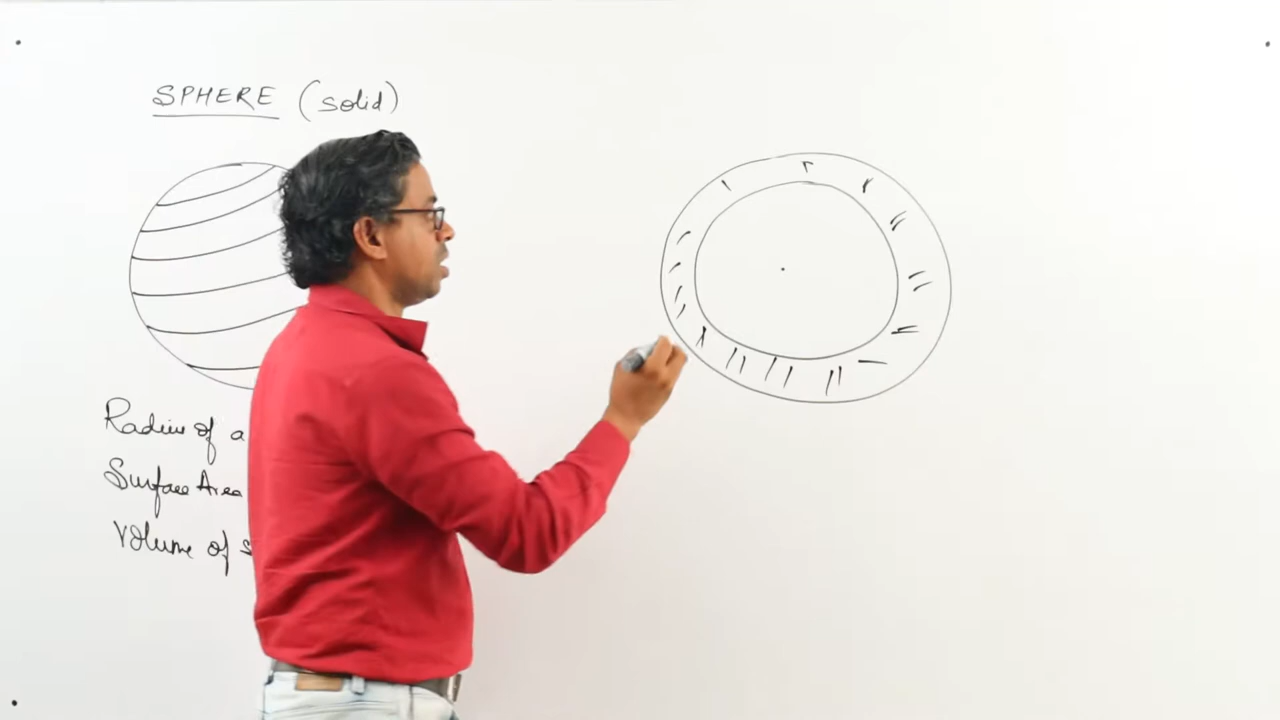 SPHERE (solid)
Radius of a
Surface Area
Volume of s